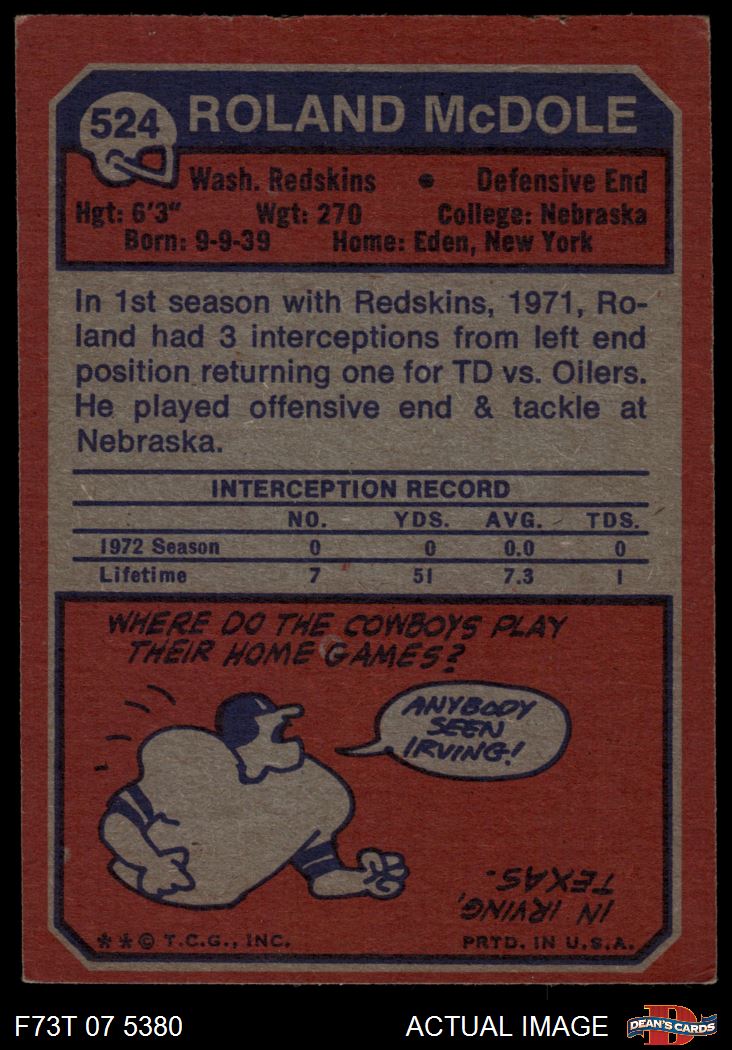 524 ROLAND McDOLE
Wash. Redskins • Defensive End
Hgt: 6'3" Wgt: 270 College: Nebraska
Born: 9-9-39 Home: Eden, New York
In 1st season with Redskins, 1971, Ro-
land had 3 interceptions from left end
position returning one for TD vs. Oilers.
He played offensive end & tackle at
Nebraska.
INTERCEPTION RECORD
NO. YDS. AVG. TDS.
1972 Season 0 0 0.0 0
Lifetime 7 51 7.3 1
WHERE DO THE COWBOYS PLAY
THEIR HOME GAMES?
ANYBODY
SEEN
IRVING!
IN IRVING,
TEXAS.
**© T.C.G., INC. PRTD. IN U.S.A.
F73T 07 5380 ACTUAL IMAGE DEAN'S CARDS